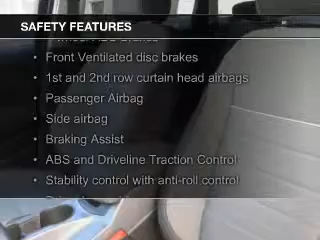 SAFETY FEATURES
• Front Ventilated disc brakes
• 1st and 2nd row curtain head airbags
• Passenger Airbag
• Side airbag
• Braking Assist
• ABS and Driveline Traction Control
• Stability control with anti-roll control